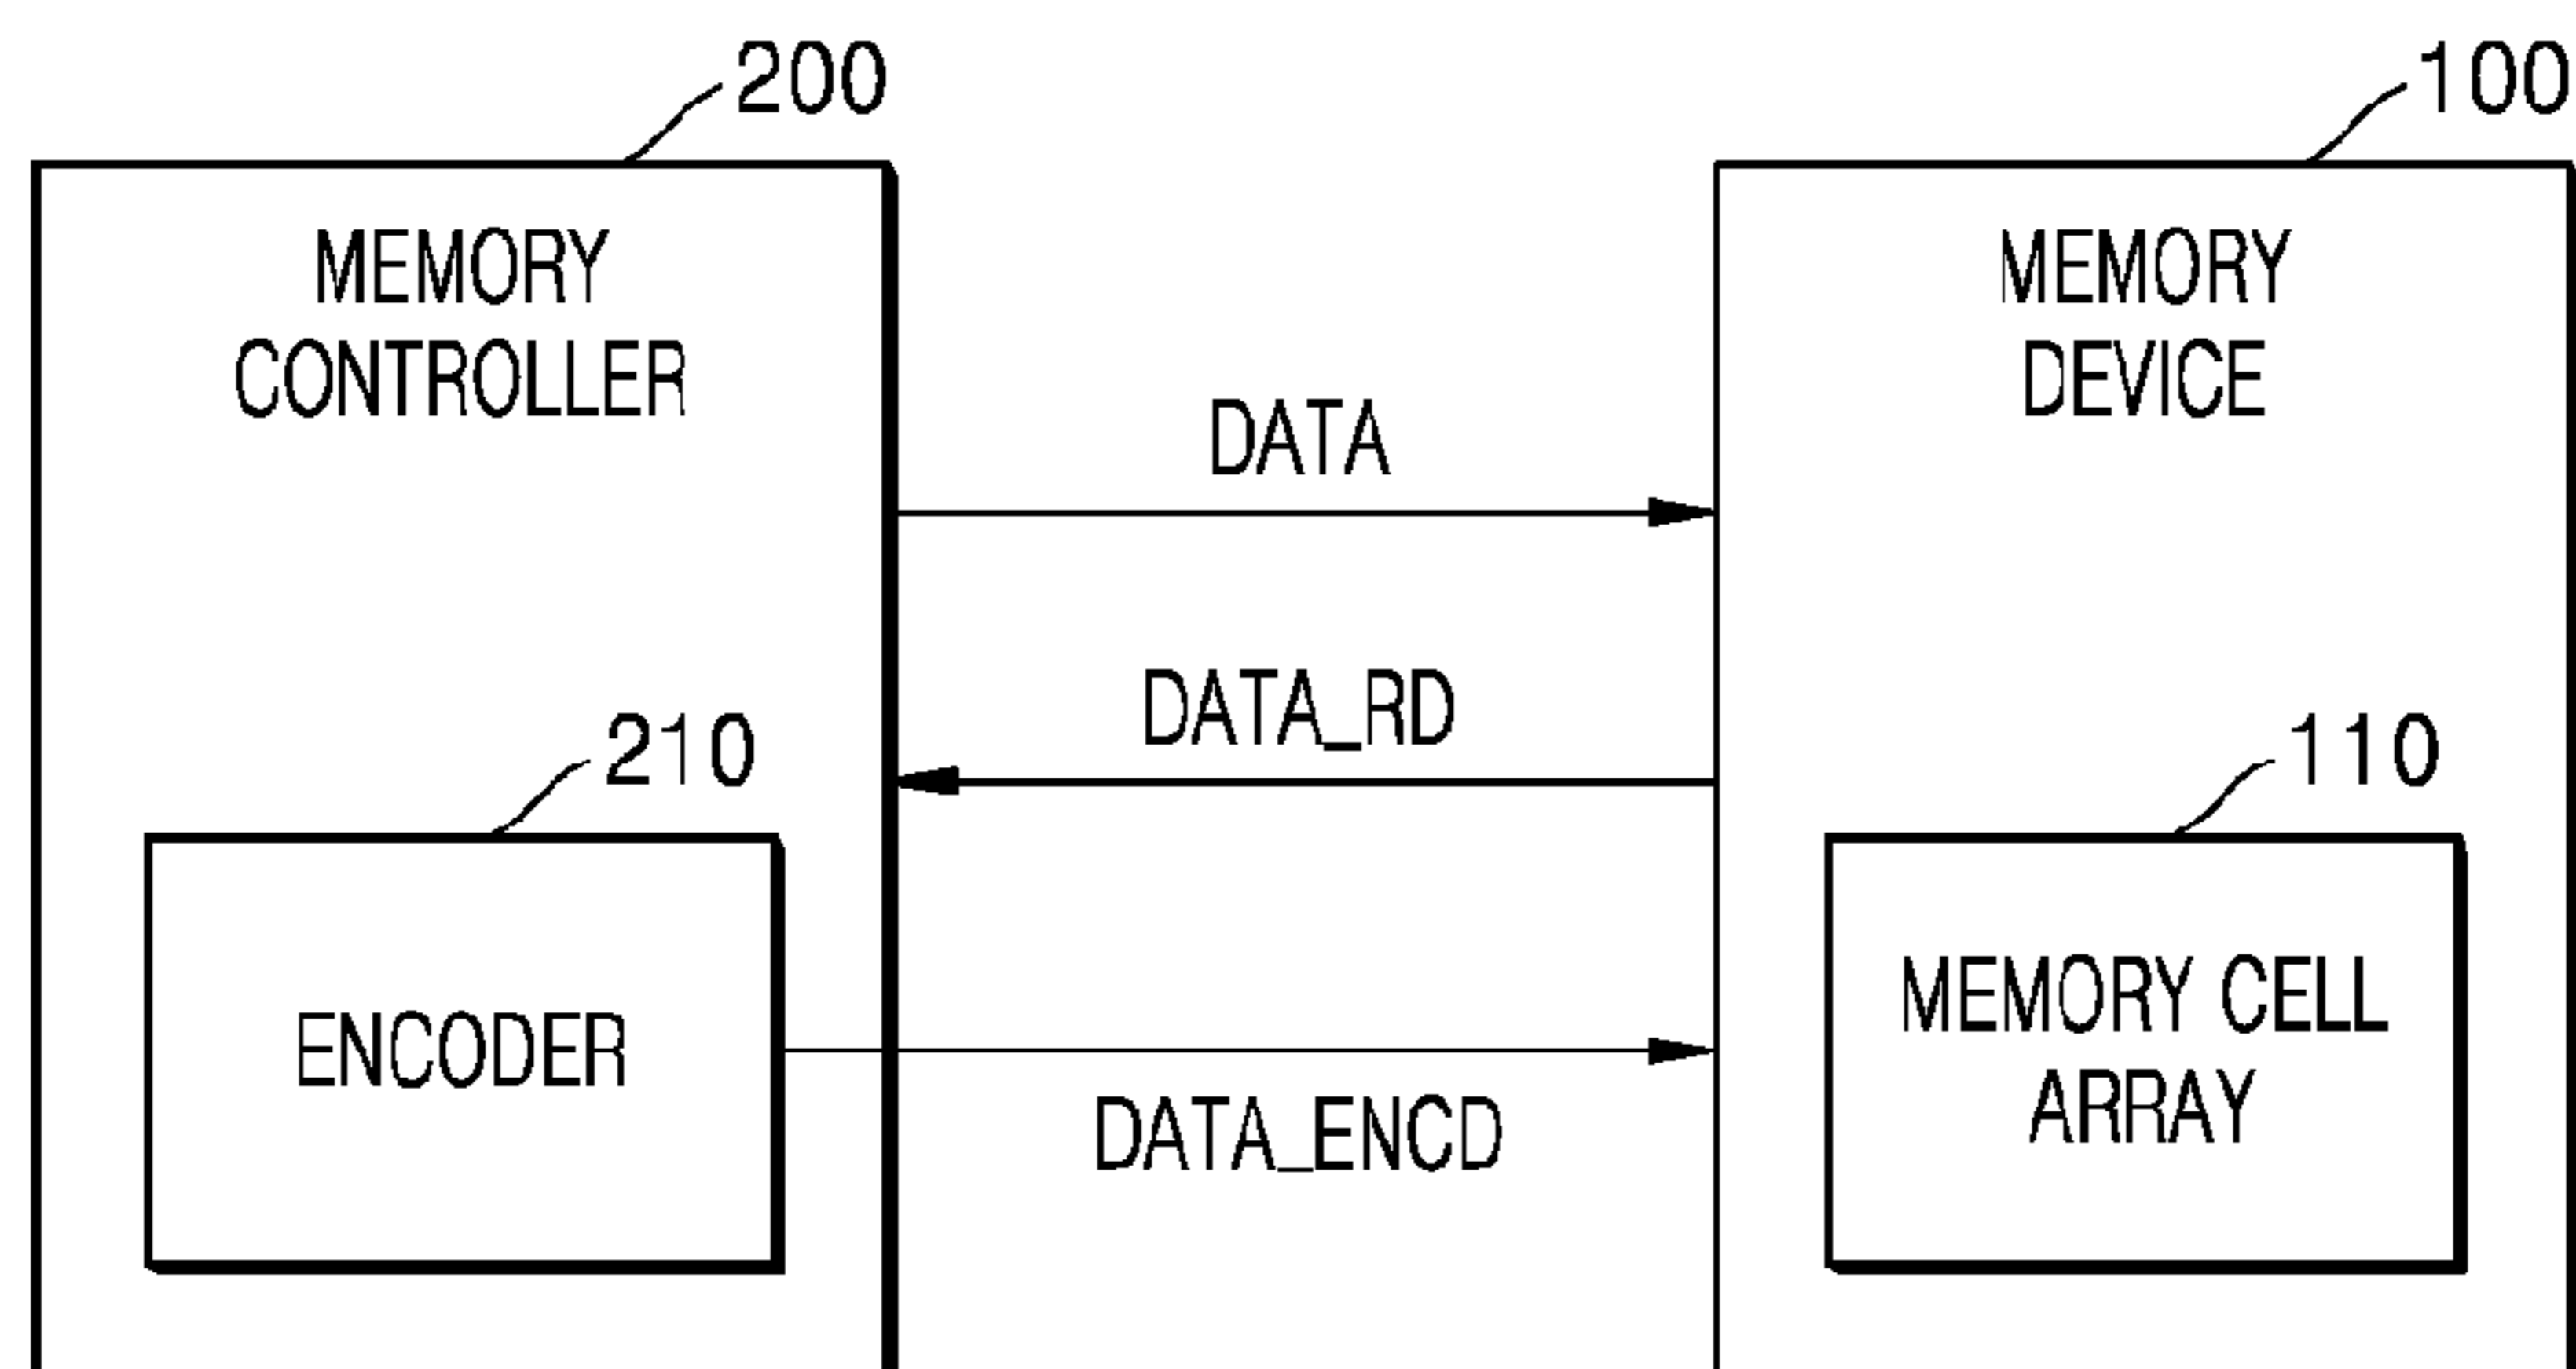 200
100
MEMORY
CONTROLLER
MEMORY
DEVICE
DATA
DATA_RD
210
110
ENCODER
MEMORY CELL
ARRAY
DATA_ENCD